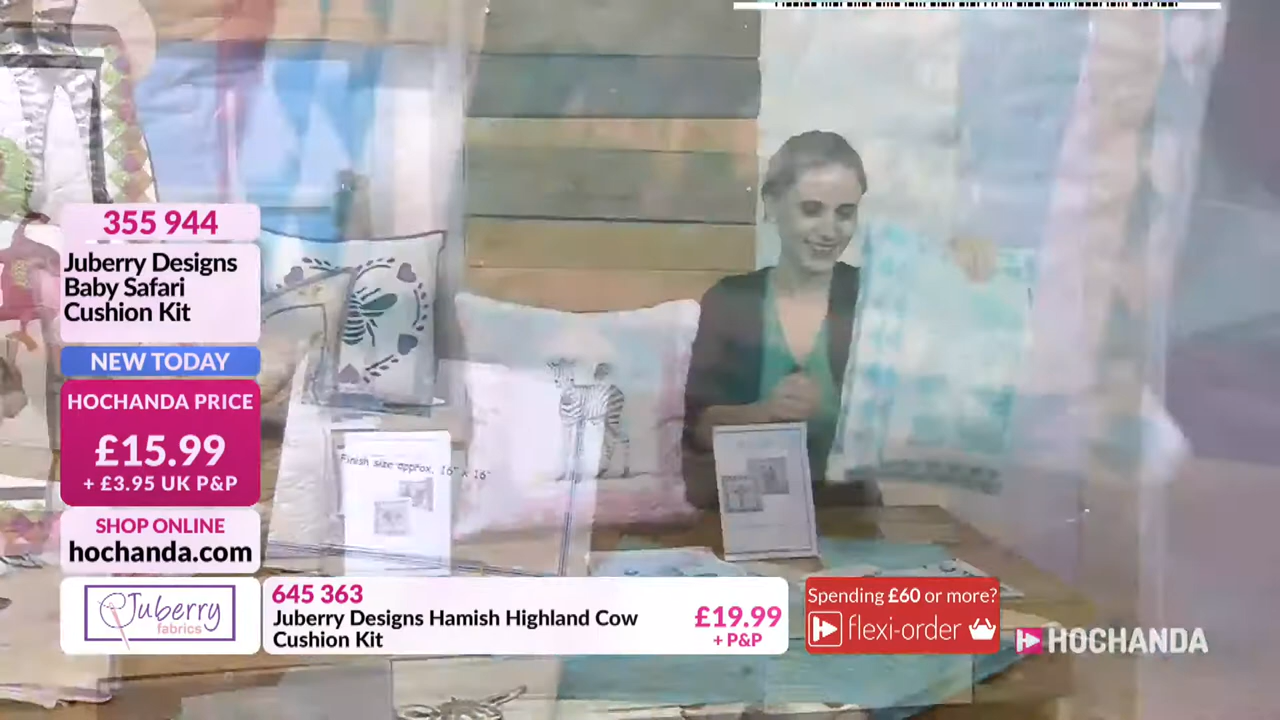 355 944
Juberry Designs
Baby Safari
Cushion Kit
NEW TODAY
HOCHANDA PRICE
£15.99
+ £3.95 UK P&P
SHOP ONLINE
hochanda.com
Finish size approx. 16" x 16"
Juberry
fabrics
645 363
Juberry Designs Hamish Highland Cow
Cushion Kit
£19.99
+ P&P
Spending £60 or more?
flexi-order
HOCHANDA